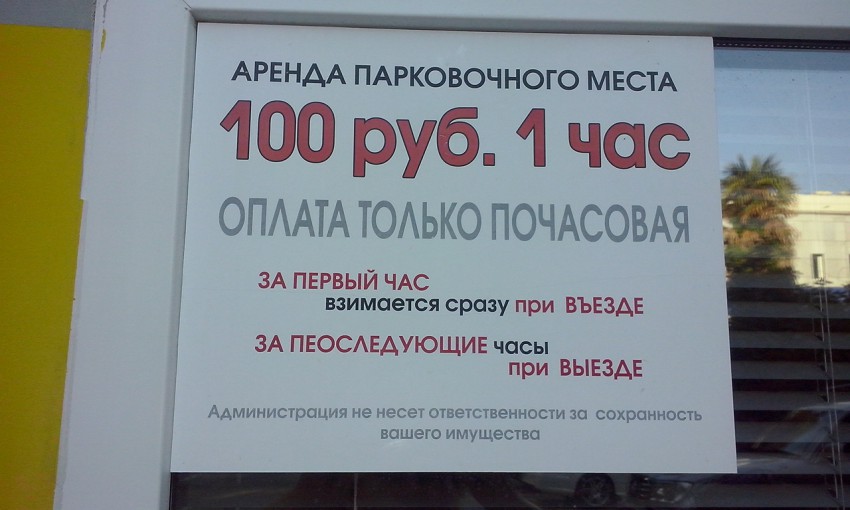 АРЕНДА ПАРКОВОЧНОГО МЕСТА
100 руб. 1 час
ОПЛАТА ТОЛЬКО ПОЧАСОВАЯ
ЗА ПЕРВЫЙ ЧАС
взимается сразу при ВЪЕЗДЕ
ЗА ПЕОСЛЕДУЮЩИЕ часы
при ВЫЕЗДЕ
Администрация не несет ответственности за сохранность
вашего имущества